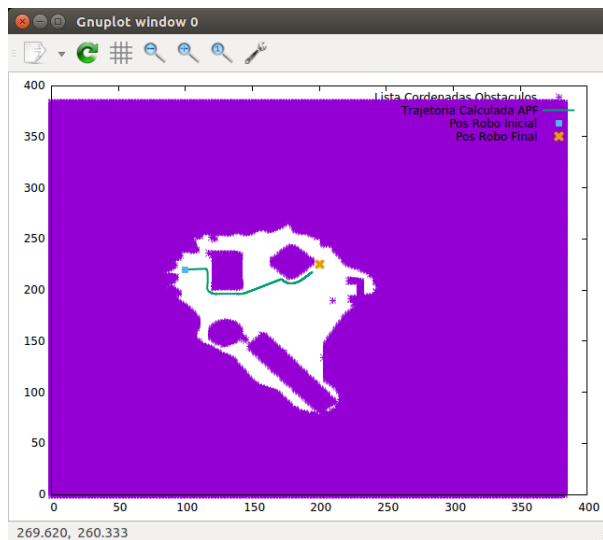 Gnuplot window 0
400
350
300
250
200
150
100
50
0
Lista Cordenadas Obstaculos
Trajetoria Calculada APF
Pos Robo Inicial
Pos Robo Final
0 50 100 150 200 250 300 350 400
269.620, 260.333